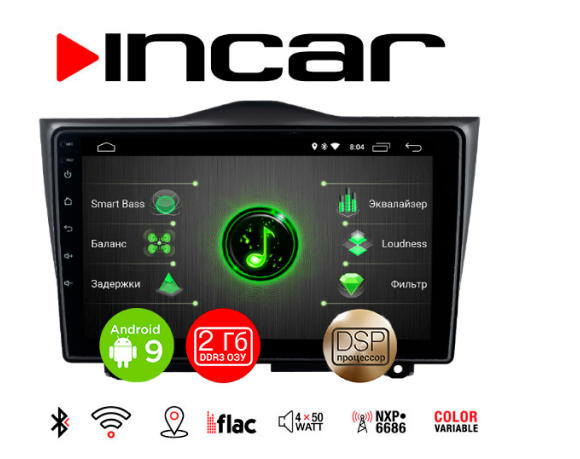 incar
8:04
Smart Bass
Эквалайзер
Баланс
Loudness
Задержки
Фильтр
Android
9
2 Гб
DDR3 ОЗУ
DSP
процессор
flac
4×50
WATT
NXP
6686
COLOR
VARIABLE